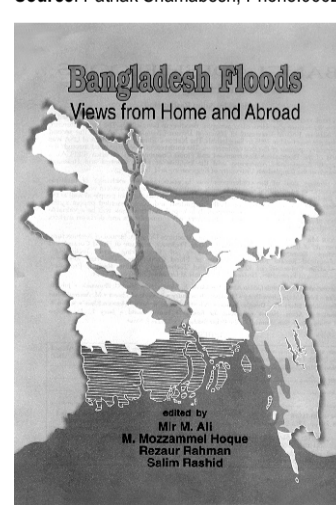 Bangladesh Floods
Views from Home and Abroad
edited by
Mir M. Ali
M. Mozzammel Hoque
Rezaur Rahman
Salim Rashid